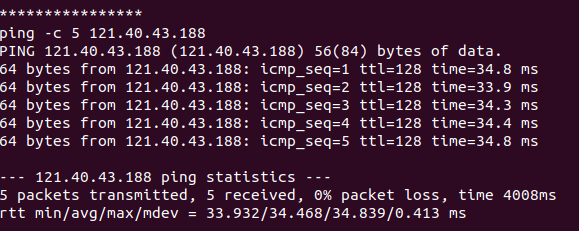 ****************
ping -c 5 121.40.43.188
PING 121.40.43.188 (121.40.43.188) 56(84) bytes of data.
64 bytes from 121.40.43.188: icmp_seq=1 ttl=128 time=34.8 ms
64 bytes from 121.40.43.188: icmp_seq=2 ttl=128 time=33.9 ms
64 bytes from 121.40.43.188: icmp_seq=3 ttl=128 time=34.3 ms
64 bytes from 121.40.43.188: icmp_seq=4 ttl=128 time=34.4 ms
64 bytes from 121.40.43.188: icmp_seq=5 ttl=128 time=34.8 ms
--- 121.40.43.188 ping statistics ---
5 packets transmitted, 5 received, 0% packet loss, time 4008ms
rtt min/avg/max/mdev = 33.932/34.468/34.839/0.413 ms